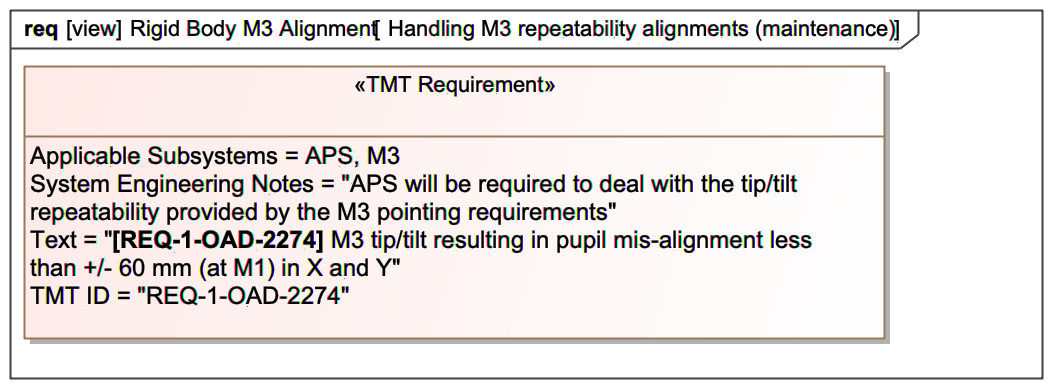 req [view] Rigid Body M3 Alignment[ Handling M3 repeatability alignments (maintenance)]
«TMT Requirement»
Applicable Subsystems = APS, M3
System Engineering Notes = "APS will be required to deal with the tip/tilt
repeatability provided by the M3 pointing requirements"
Text = "[REQ-1-OAD-2274] M3 tip/tilt resulting in pupil mis-alignment less
than +/- 60 mm (at M1) in X and Y"
TMT ID = "REQ-1-OAD-2274"